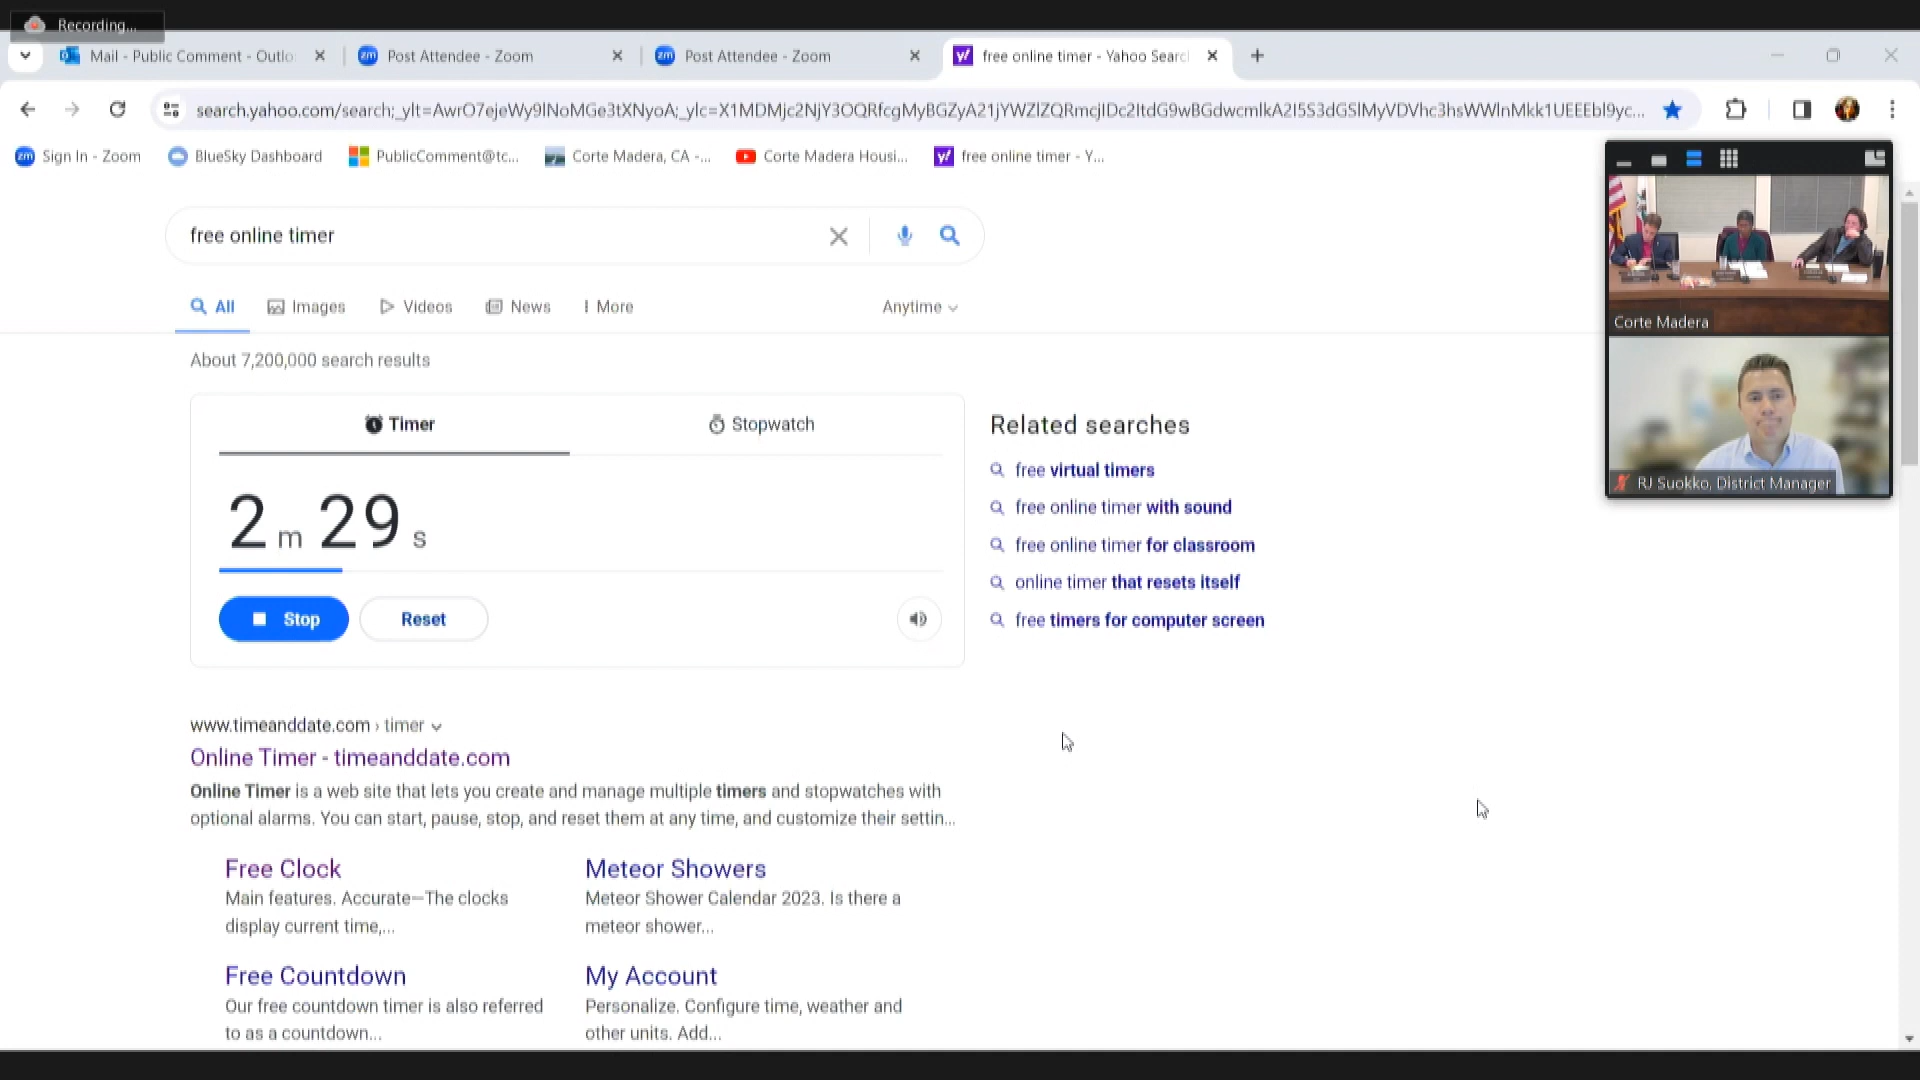 Recording...
Mail - Public Comment - Outlo
Post Attendee - Zoom
Post Attendee - Zoom
free online timer - Yahoo Search
search.yahoo.com/search;_ylt=
Sign In - Zoom
BlueSky Dashboard
PublicComment@tc...
Corte Madera, CA -...
Corte Madera Housi...
free online timer - Y...
free online timer
All
Images
Videos
News
More
Anytime
About 7,200,000 search results
Timer
Stopwatch
2 m 29 s
Stop
Reset
Related searches
free virtual timers
free online timer with sound
free online timer for classroom
online timer that resets itself
free timers for computer screen
Corte Madera
RJ Suokko, District Manager
www.timeanddate.com › timer
Online Timer - timeanddate.com
Online Timer is a web site that lets you create and manage multiple timers and stopwatches with
optional alarms. You can start, pause, stop, and reset them at any time, and customize their settin...
Free Clock
Main features. Accurate—The clocks
display current time,...
Meteor Showers
Meteor Shower Calendar 2023. Is there a
meteor shower...
Free Countdown
Our free countdown timer is also referred
to as a countdown...
My Account
Personalize. Configure time, weather and
other units. Add...